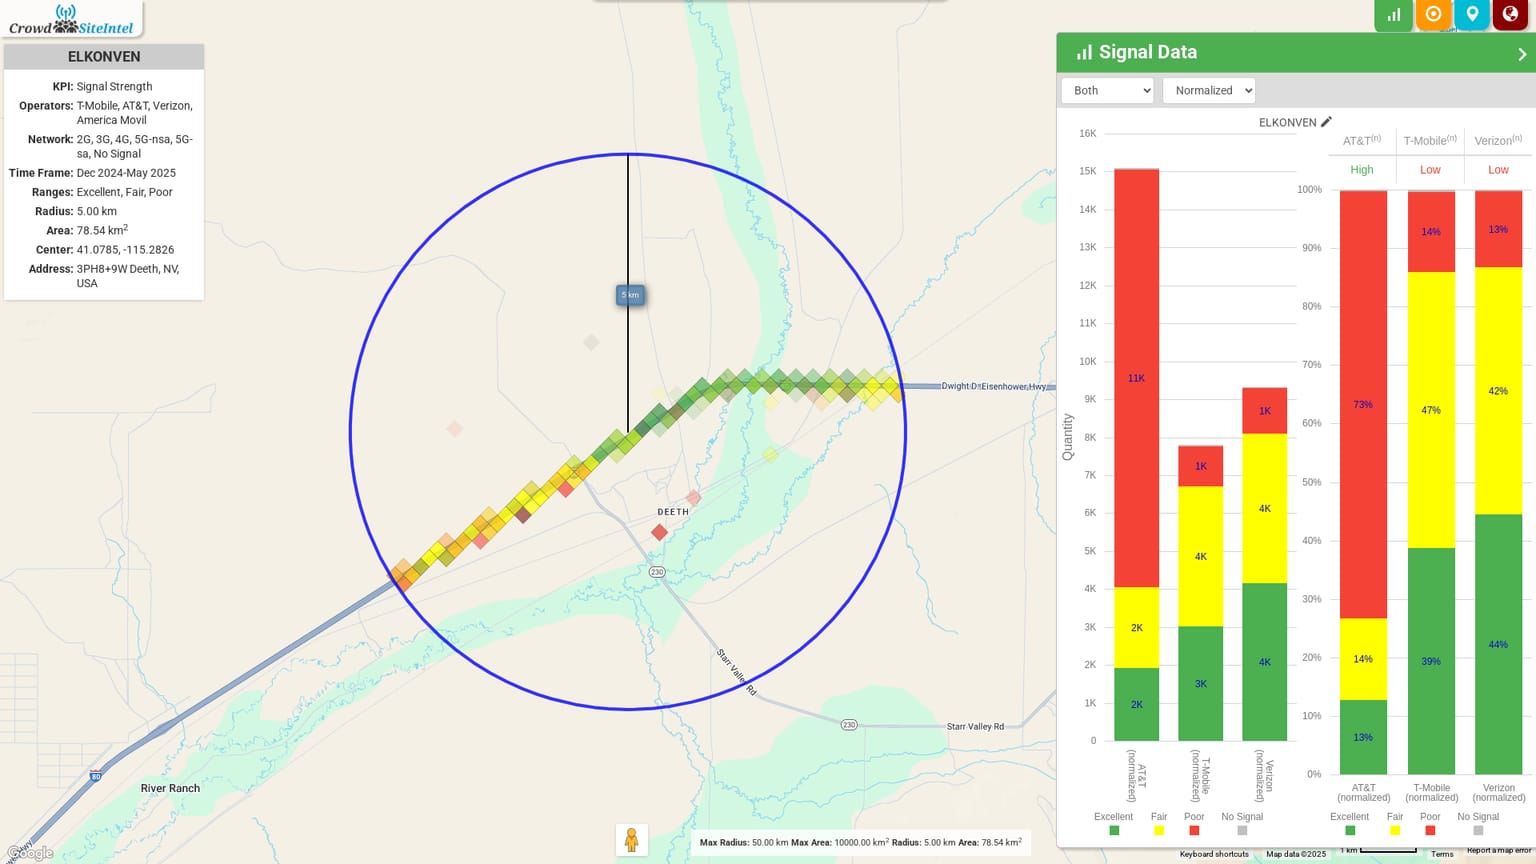 Crowd SiteIntel
ELKONVEN
KPI: Signal Strength
Operators: T-Mobile, AT&T, Verizon,
America Movil
Network: 2G, 3G, 4G, 5G-nsa, 5G-
sa, No Signal
Time Frame: Dec 2024-May 2025
Ranges: Excellent, Fair, Poor
Radius: 5.00 km
Area: 78.54 km²
Center: 41.0785, -115.2826
Address: 3PH8+9W Deeth, NV,
USA
5 km
Dwight D. Eisenhower Hwy
DEETH
230
Starr Valley Rd
230
Starr Valley Rd
80
River Ranch
Google
Max Radius: 50.00 km Max Area: 10000.00 km² Radius: 5.00 km Area: 78.54 km²
Keyboard shortcuts
Map data ©2025
1 km
Terms
Report a map error
Signal Data
Both
Normalized
ELKONVEN
Quantity
16K
15K
14K
13K
12K
11K
10K
9K
8K
7K
6K
5K
4K
3K
2K
1K
0
11K
2K
2K
1K
4K
3K
1K
4K
4K
AT&T (normalized)
T-Mobile (normalized)
Verizon (normalized)
Excellent Fair Poor No Signal
AT&T(n) T-Mobile(n) Verizon(n)
High Low Low
100%
90%
80%
70%
60%
50%
40%
30%
20%
10%
0%
73%
14%
13%
14%
47%
39%
13%
42%
44%
AT&T (normalized)
T-Mobile (normalized)
Verizon (normalized)
Excellent Fair Poor No Signal